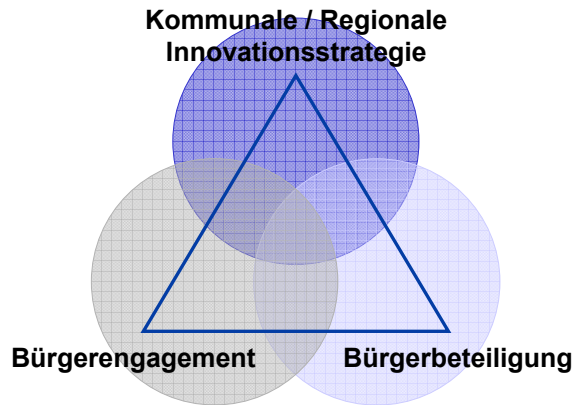 Kommunale / Regionale
Innovationsstrategie
Bürgerengagement
Bürgerbeteiligung